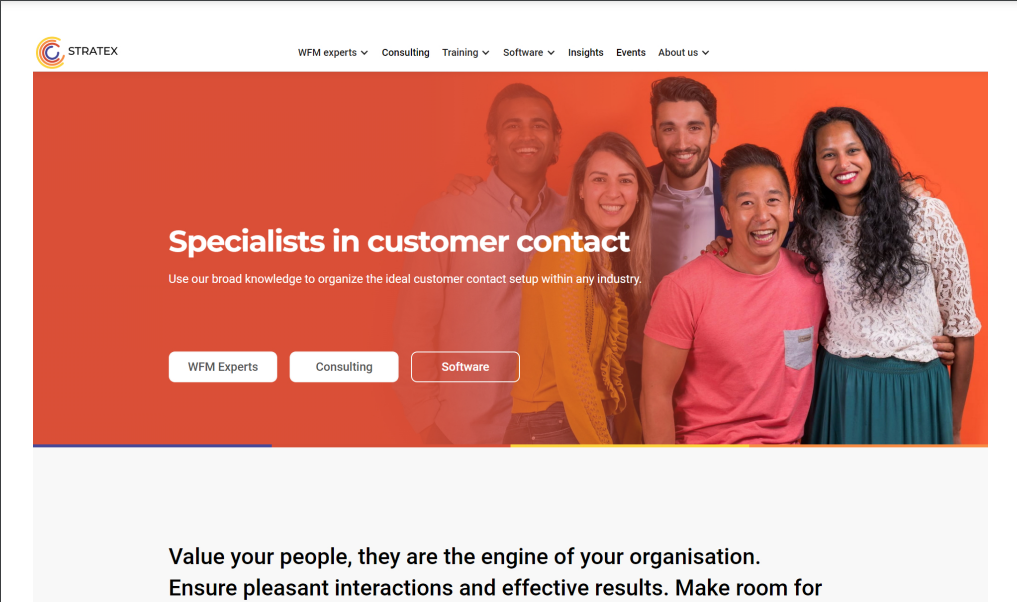 STRATEX
WFM experts
Consulting
Training
Software
Insights
Events
About us
Specialists in customer contact
Use our broad knowledge to organize the ideal customer contact setup within any industry.
WFM Experts
Consulting
Software
Value your people, they are the engine of your organisation.
Ensure pleasant interactions and effective results. Make room for